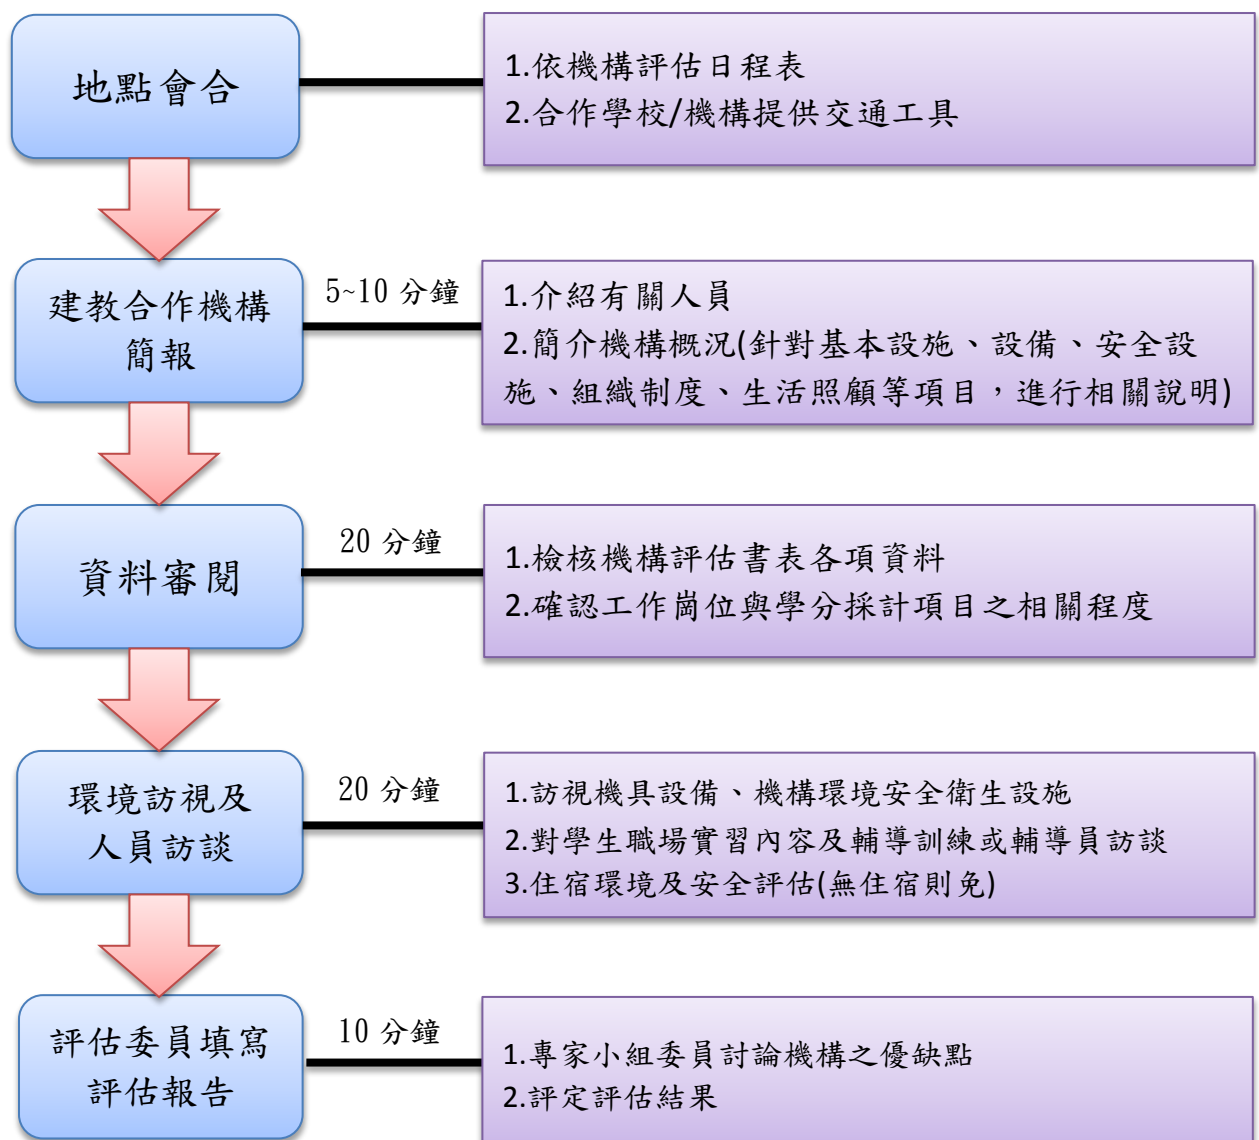 地點會合
1.依機構評估日程表
2.合作學校/機構提供交通工具
建教合作機構
簡報
5~10 分鐘
1.介紹有關人員
2.簡介機構概況(針對基本設施、設備、安全設
施、組織制度、生活照顧等項目，進行相關說明)
資料審閱
20 分鐘
1.檢核機構評估書表各項資料
2.確認工作崗位與學分採計項目之相關程度
環境訪視及
人員訪談
20 分鐘
1.訪視機具設備、機構環境安全衛生設施
2.對學生職場實習內容及輔導訓練或輔導員訪談
3.住宿環境及安全評估(無住宿則免)
評估委員填寫
評估報告
10 分鐘
1.專家小組委員討論機構之優缺點
2.評定評估結果